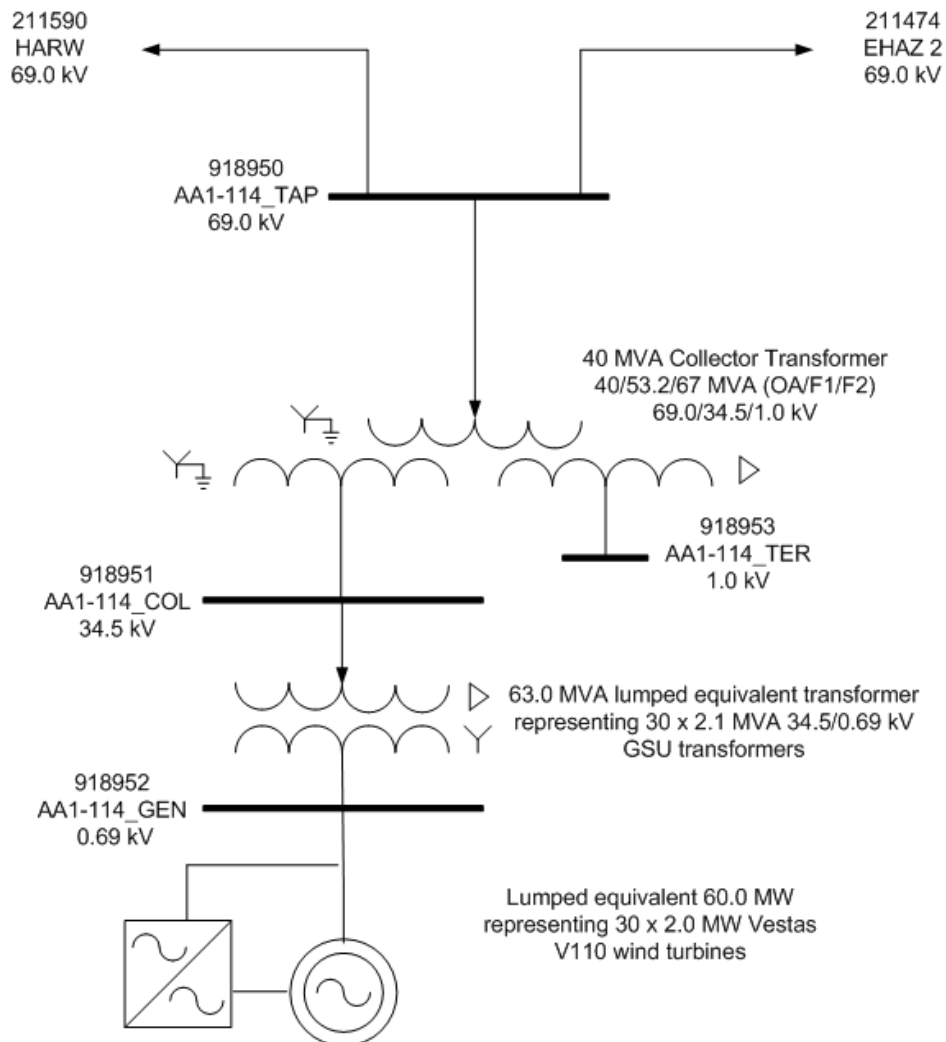 211590
HARW
69.0 kV
211474
EHAZ 2
69.0 kV
918950
AA1-114_TAP
69.0 kV
40 MVA Collector Transformer
40/53.2/67 MVA (OA/F1/F2)
69.0/34.5/1.0 kV
918953
AA1-114_TER
1.0 kV
918951
AA1-114_COL
34.5 kV
63.0 MVA lumped equivalent transformer
representing 30 x 2.1 MVA 34.5/0.69 kV
GSU transformers
918952
AA1-114_GEN
0.69 kV
Lumped equivalent 60.0 MW
representing 30 x 2.0 MW Vestas
V110 wind turbines